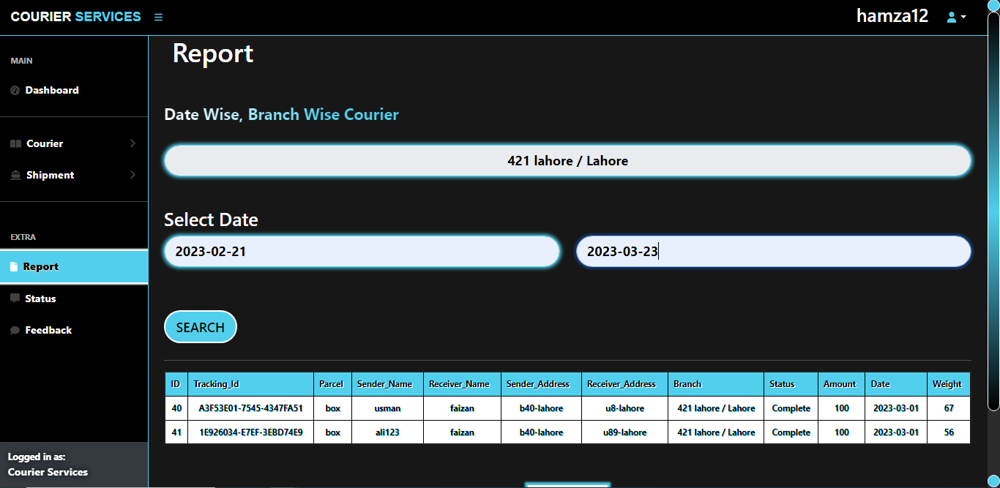 COURIER SERVICES
hamza12
MAIN
Dashboard
Courier
Shipment
EXTRA
Report
Status
Feedback
Logged in as:
Courier Services
Report
Date Wise, Branch Wise Courier
421 lahore / Lahore
Select Date
2023-02-21 2023-03-23
SEARCH
ID Tracking_Id Parcel Sender_Name Receiver_Name Sender_Address Receiver_Address Branch Status Amount Date Weight
40 A3F53E01-7545-4347FA51 box usman faizan b40-lahore u8-lahore 421 lahore / Lahore Complete 100 2023-03-01 67
41 1E926034-E7EF-3EBD74E9 box ali123 faizan b40-lahore u89-lahore 421 lahore / Lahore Complete 100 2023-03-01 56